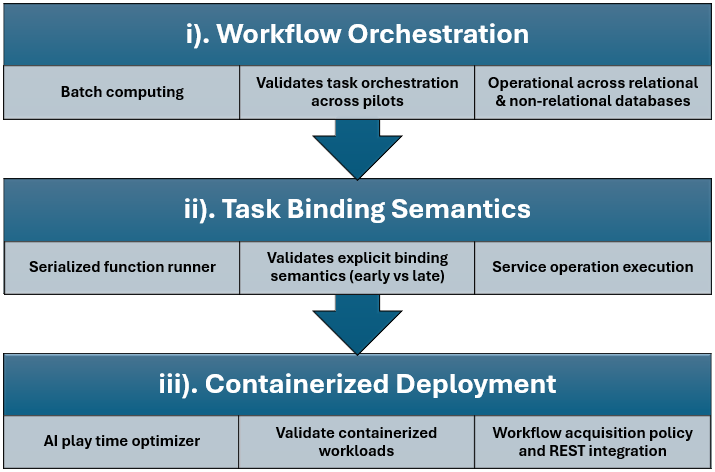 i). Workflow Orchestration
Batch computing
Validates task orchestration
across pilots
Operational across relational
& non-relational databases
ii). Task Binding Semantics
Serialized function runner
Validates explicit binding
semantics (early vs late)
Service operation execution
iii). Containerized Deployment
AI play time optimizer
Validate containerized
workloads
Workflow acquisition policy
and REST integration